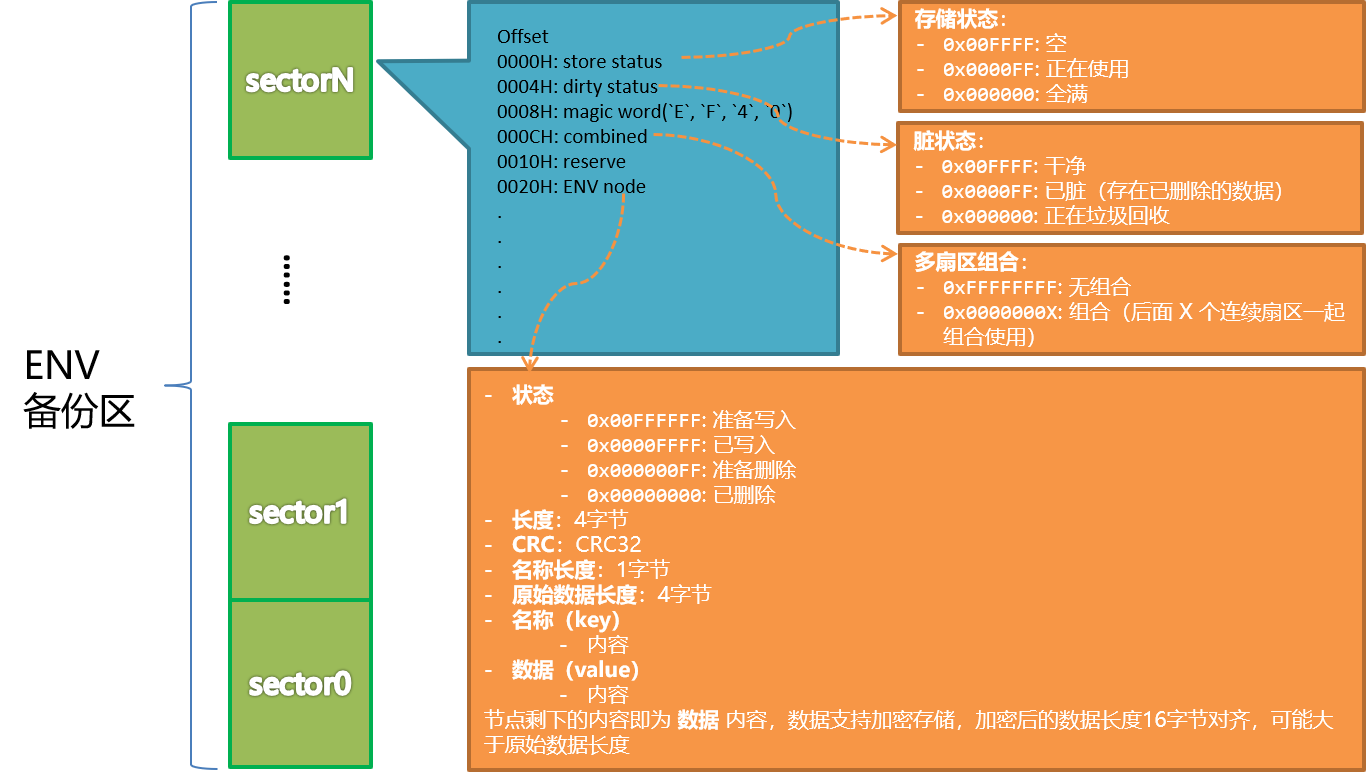 ENV
备份区
sectorN
sector1
sector0
Offset
0000H: store status
0004H: dirty status
0008H: magic word(`E`, `F`, `4`, `0`)
000CH: combined
0010H: reserve
0020H: ENV node
.
.
.
.
.
.
存储状态：
- 0x00FFFF: 空
- 0x0000FF: 正在使用
- 0x000000: 全满
脏状态：
- 0x00FFFF: 干净
- 0x0000FF: 已脏（存在已删除的数据）
- 0x000000: 正在垃圾回收
多扇区组合：
- 0xFFFFFFFF: 无组合
- 0x0000000X: 组合（后面 X 个连续扇区一起
组合使用）
- 状态
- 0x00FFFFFF: 准备写入
- 0x0000FFFF: 已写入
- 0x000000FF: 准备删除
- 0x00000000: 已删除
- 长度：4字节
- CRC：CRC32
- 名称长度：1字节
- 原始数据长度：4字节
- 名称（key）
- 内容
- 数据（value）
- 内容
节点剩下的内容即为 数据 内容，数据支持加密存储，加密后的数据长度16字节对齐，可能大
于原始数据长度